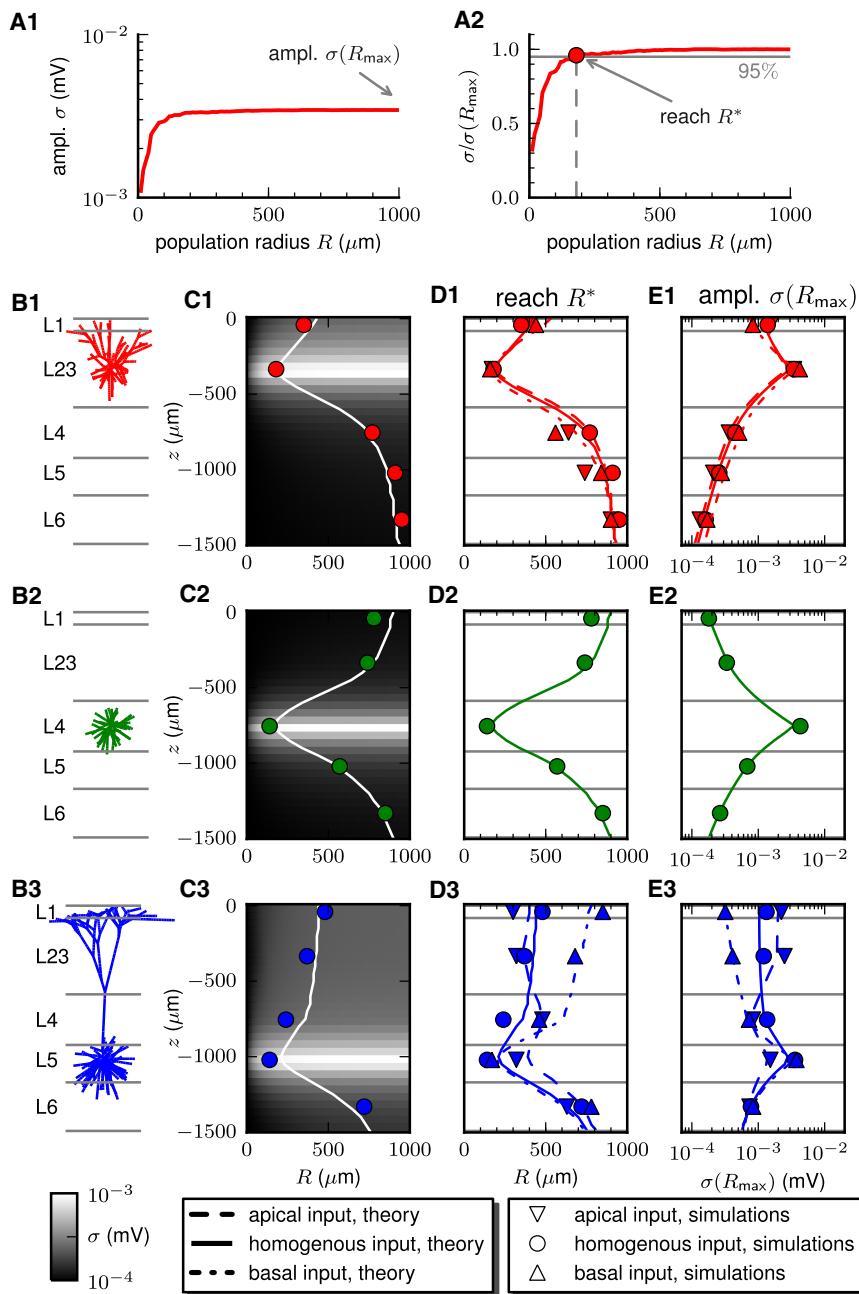 A1
A2
10⁻²
10⁻³
ampl. σ (mV)
ampl. σ(R_max)
0
500
1000
population radius R (μm)
1.0
0.5
0.0
σ/σ(R_max)
95%
reach R*
0
500
1000
population radius R (μm)
B1
C1
D1
reach R*
E1
ampl. σ(R_max)
L1
L23
L4
L5
L6
0
−500
−1000
−1500
z (μm)
0
500
1000
0
500
1000
10⁻⁴
10⁻³
10⁻²
B2
C2
D2
E2
L1
L23
L4
L5
L6
0
−500
−1000
−1500
z (μm)
0
500
1000
0
500
1000
10⁻⁴
10⁻³
10⁻²
B3
C3
D3
E3
L1
L23
L4
L5
L6
0
−500
−1000
−1500
z (μm)
0
500
1000
R (μm)
0
500
1000
R (μm)
10⁻⁴
10⁻³
10⁻²
σ(R_max) (mV)
10⁻³
σ (mV)
10⁻⁴
apical input, theory
homogenous input, theory
basal input, theory
apical input, simulations
homogenous input, simulations
basal input, simulations